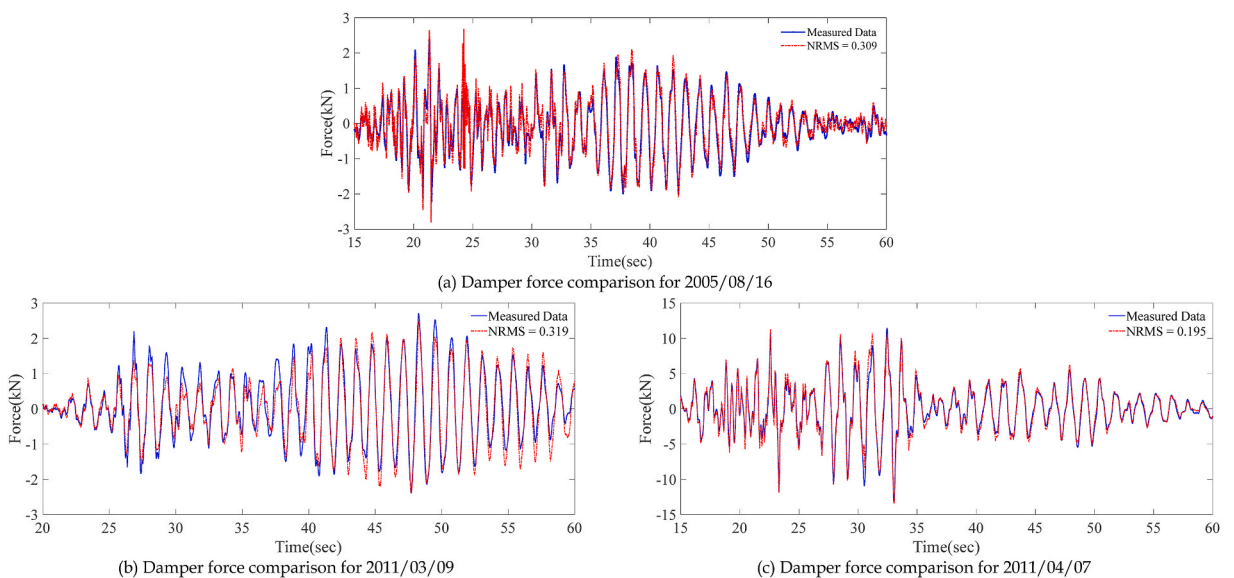 3
2
1
0
-1
-2
-3
Force(kN)
Measured Data
NRMS = 0.309
15 20 25 30 35 40 45 50 55 60
Time(sec)
(a) Damper force comparison for 2005/08/16
3
2
1
0
-1
-2
-3
Force(kN)
Measured Data
NRMS = 0.319
20 25 30 35 40 45 50 55 60
Time(sec)
(b) Damper force comparison for 2011/03/09
15
10
5
0
-5
-10
-15
Force(kN)
Measured Data
NRMS = 0.195
15 20 25 30 35 40 45 50 55 60
Time(sec)
(c) Damper force comparison for 2011/04/07